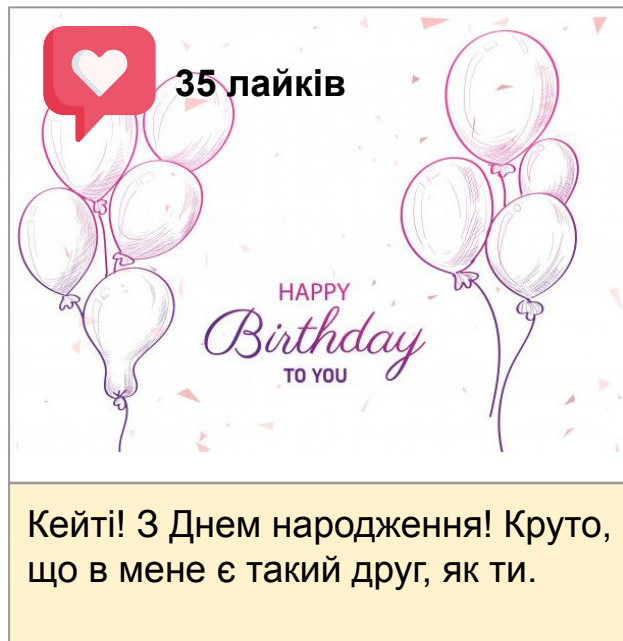 35 лайків
HAPPY
Birthday
TO YOU
Кейті! З Днем народження! Круто,
що в мене є такий друг, як ти.